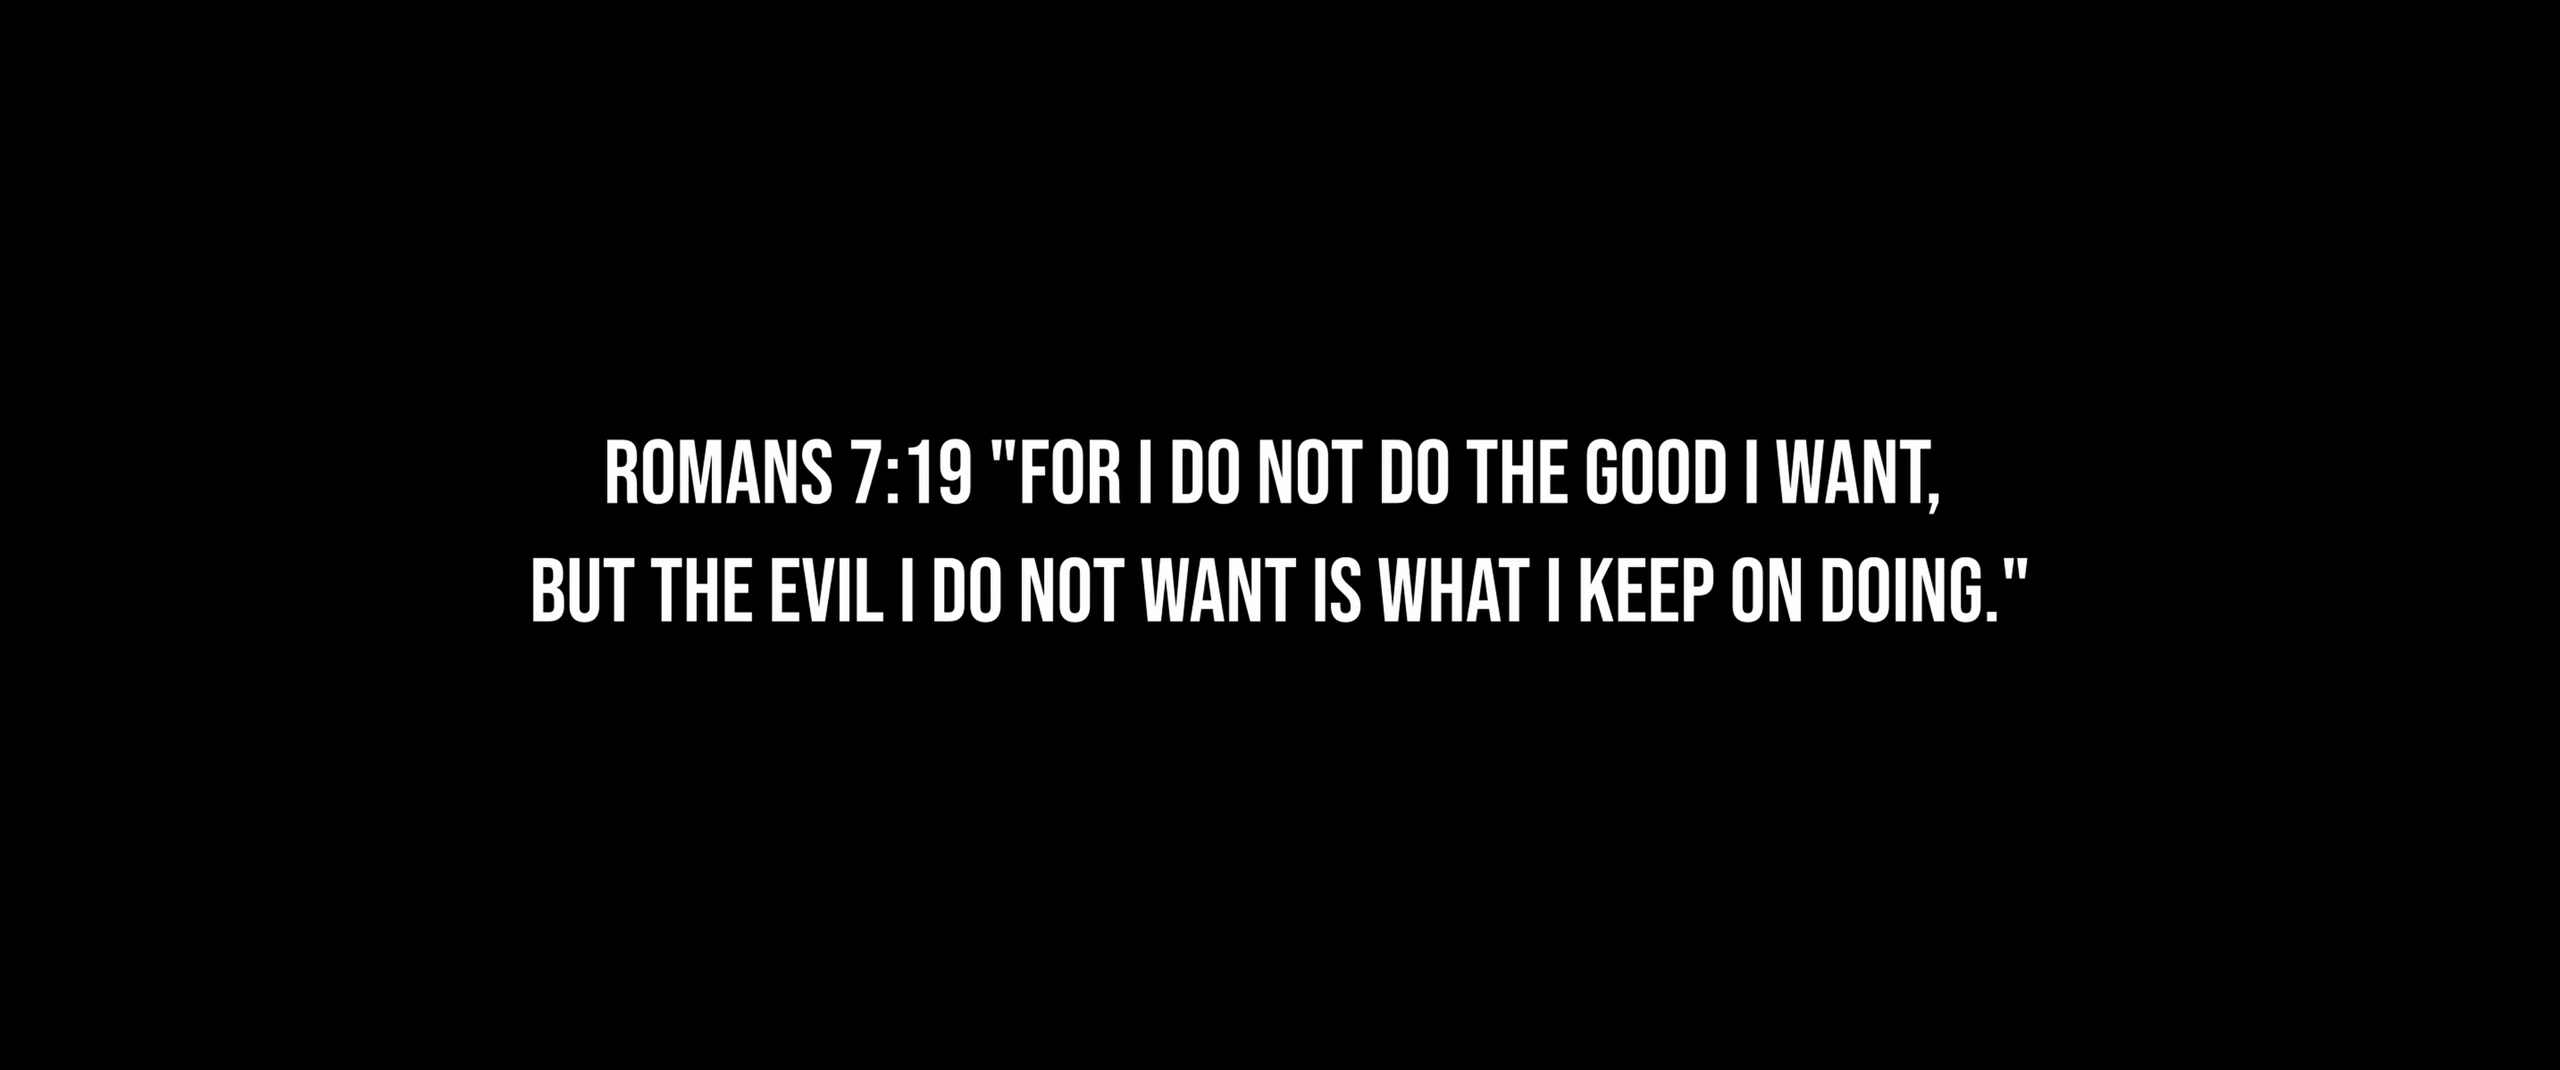 ROMANS 7:19 "FOR I DO NOT DO THE GOOD I WANT,
BUT THE EVIL I DO NOT WANT IS WHAT I KEEP ON DOING."